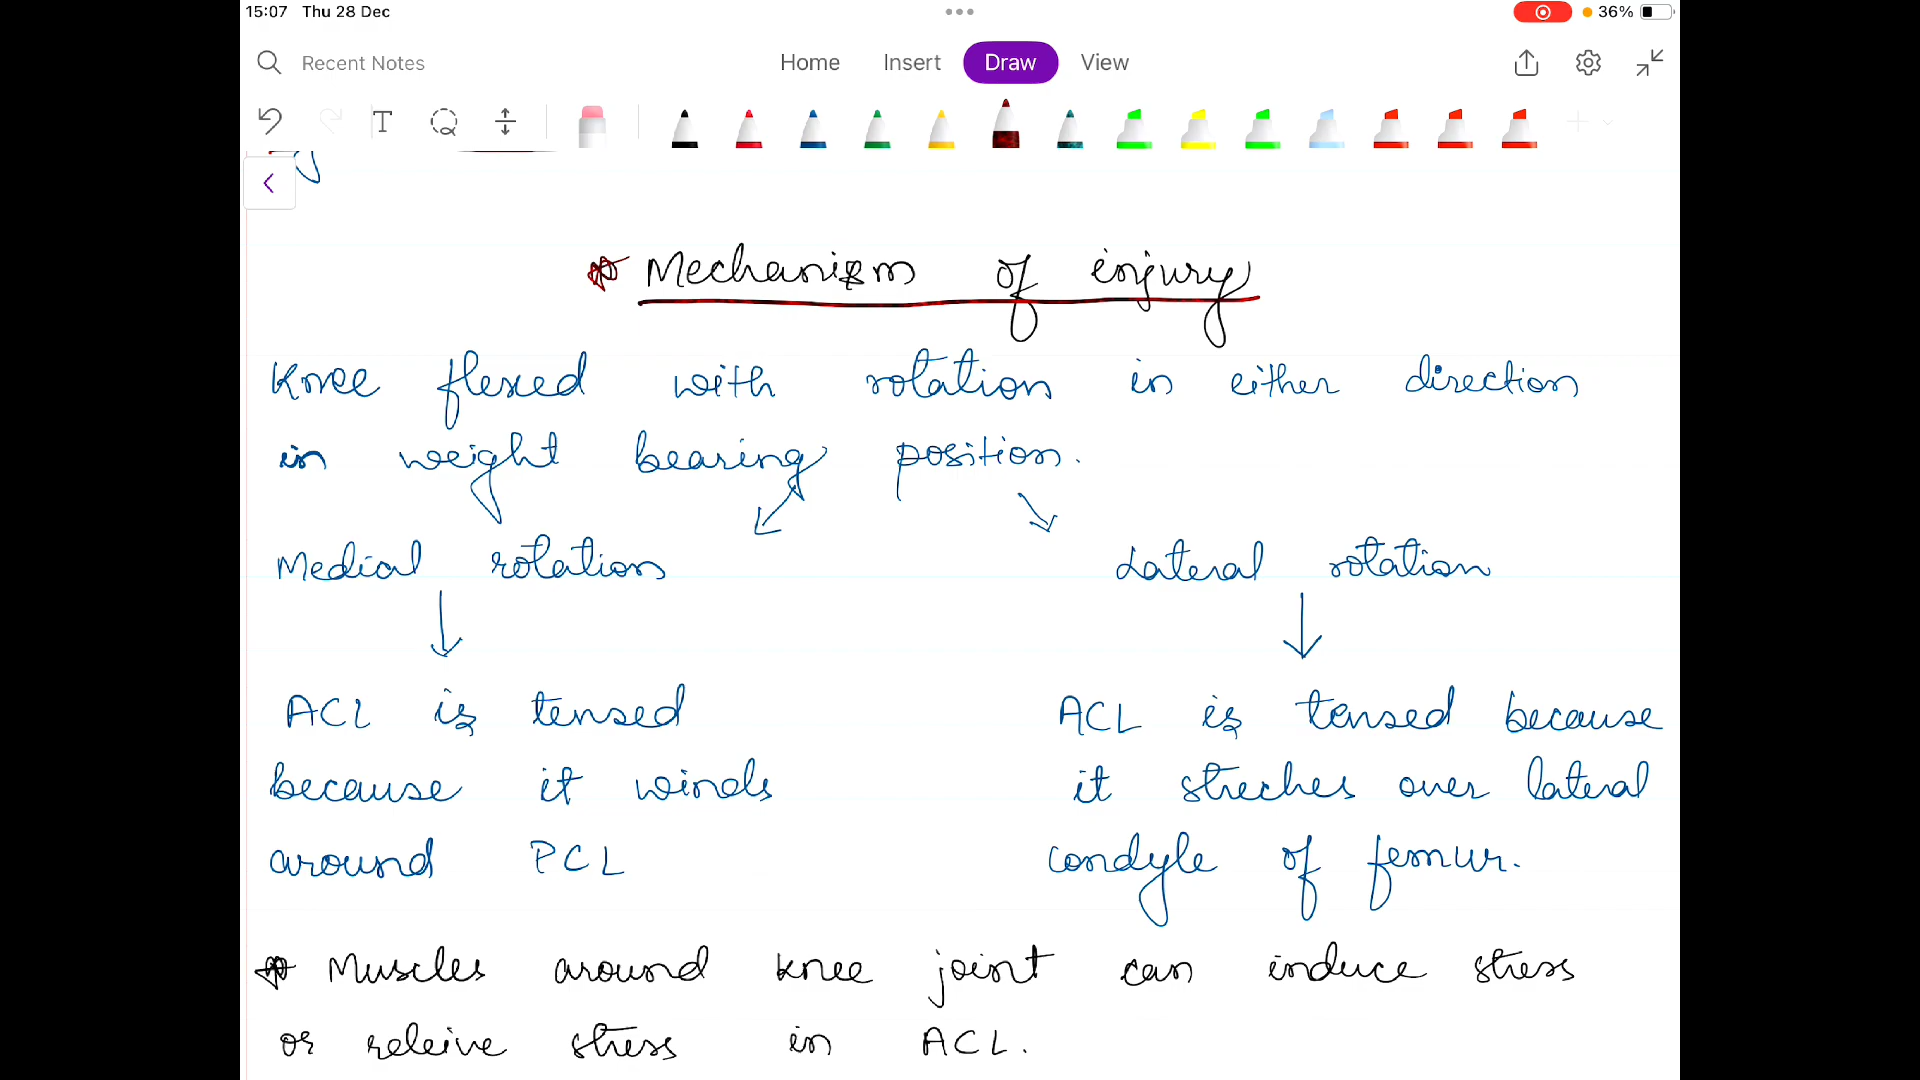 15:07 Thu 28 Dec
36%
Recent Notes
Home Insert Draw View
T
Mechanism of injury
Knee flexed with rotation in either direction
in weight bearing position.
Medial rotation
Lateral rotation
ACL is tensed
because it winds
around PCL
ACL is tensed because
it streches over lateral
condyle of femur.
Muscles around knee joint can induce stress
or releive stress in ACL.